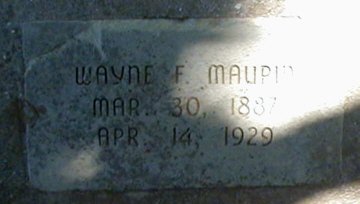 WAYNE F. MAUPIN
MAR. 30, 1887
APR. 14, 1929